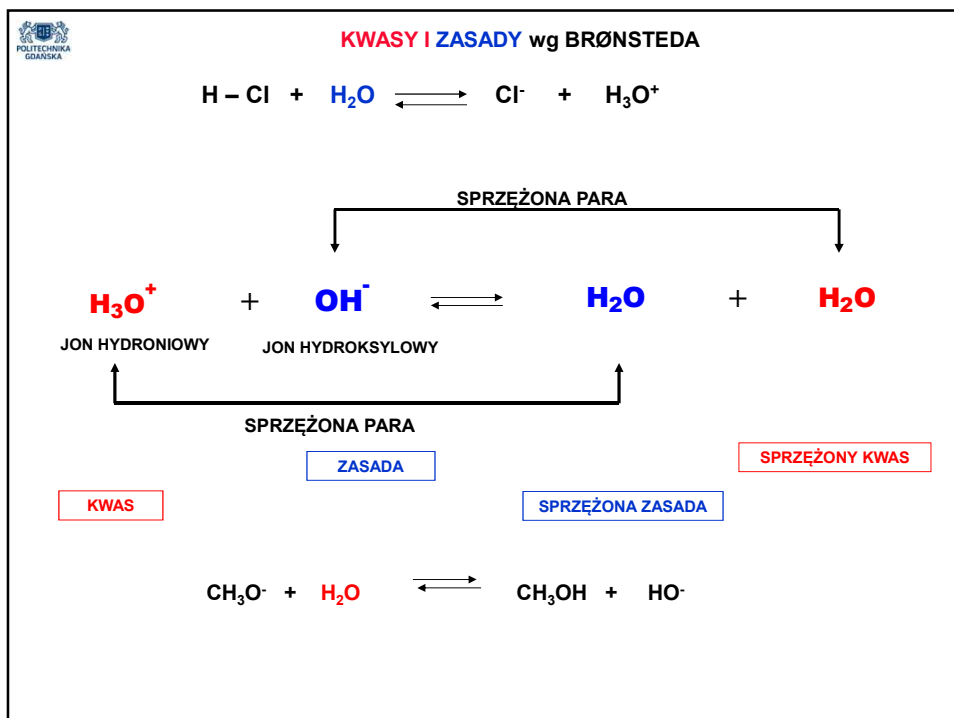 POLITECHNIKA
GDAŃSKA
KWASY I ZASADY wg BRØNSTEDA
H – Cl + H₂O ⇌ Cl⁻ + H₃O⁺
SPRZĘŻONA PARA
H₃O⁺ + OH⁻ ⇌ H₂O + H₂O
JON HYDRONIOWY JON HYDROKSYLOWY
SPRZĘŻONA PARA
ZASADA SPRZĘŻONY KWAS
KWAS SPRZĘŻONA ZASADA
CH₃O⁻ + H₂O ⇌ CH₃OH + HO⁻